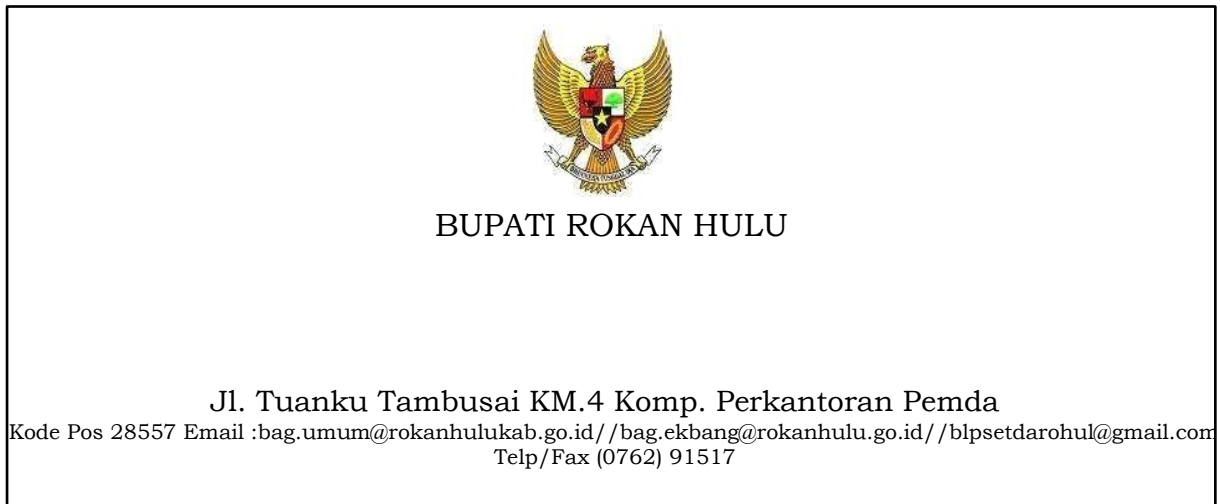 BUPATI ROKAN HULU
Jl. Tuanku Tambusai KM.4 Komp. Perkantoran Pemda
Kode Pos 28557 Email :bag.umum@rokanhulukab.go.id//bag.ekbang@rokanhulu.go.id//blpsetdarohul@gmail.com
Telp/Fax (0762) 91517